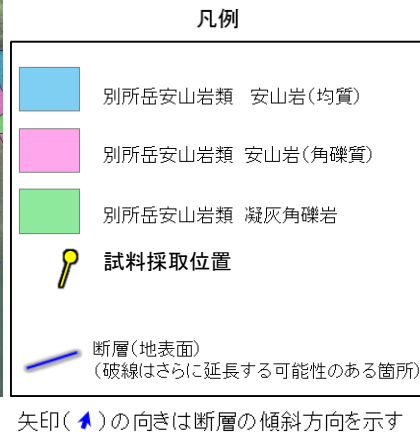 凡例
別所岳安山岩類 安山岩(均質)
別所岳安山岩類 安山岩(角礫質)
別所岳安山岩類 凝灰角礫岩
試料採取位置
断層(地表面)
(破線はさらに延長する可能性のある箇所)
矢印( )の向きは断層の傾斜方向を示す